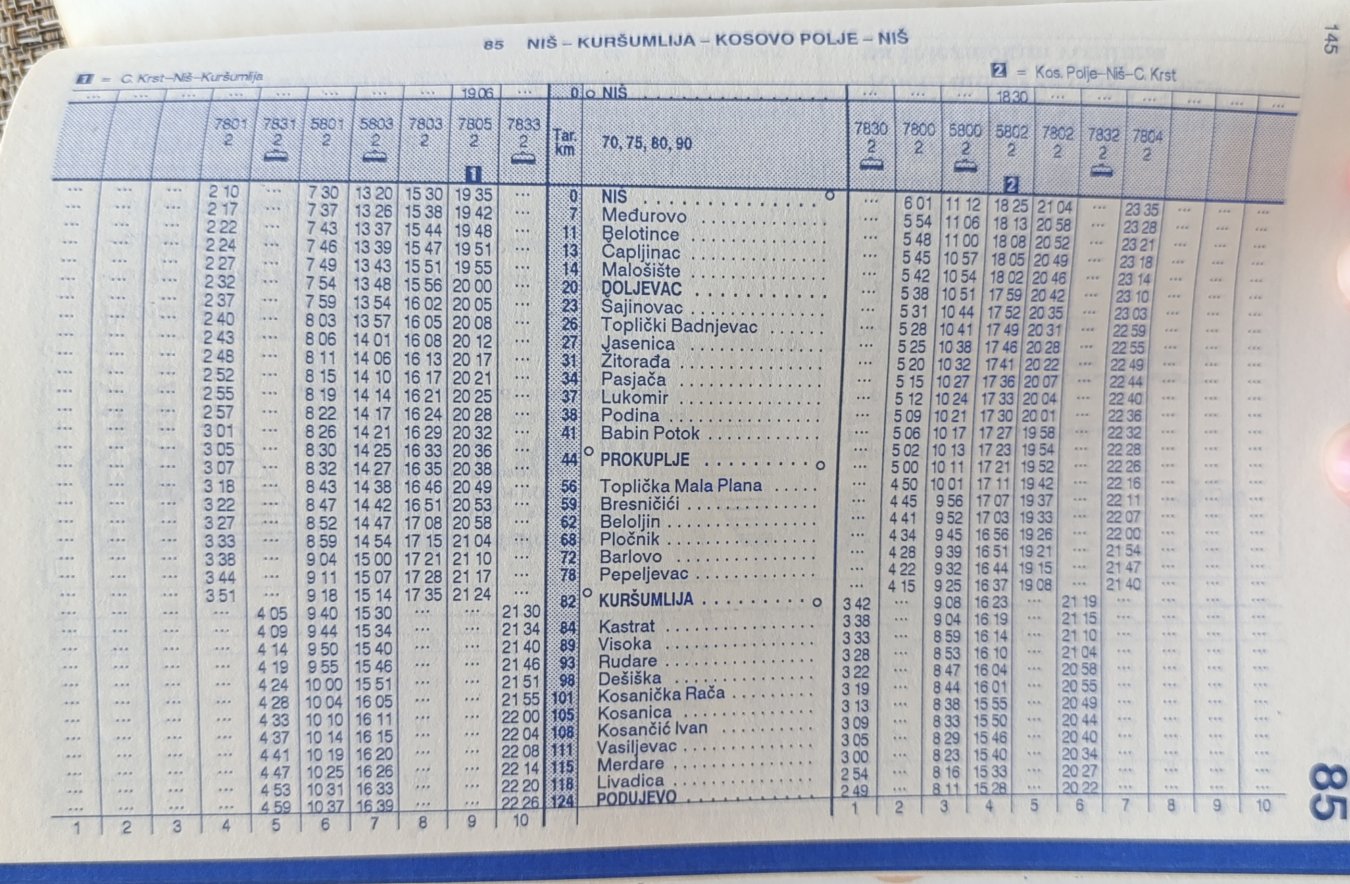 145
85 NIŠ – KURŠUMLIJA – KOSOVO POLJE – NIŠ
1 = C. Krst–Niš–Kuršumlija
2 = Kos. Polje–Niš–C. Krst
19 06 0 NIŠ 18 30
7801 7831 5801 5803 7803 7805 7833 Tar. km 70, 75, 80, 90 7830 7800 5800 5802 7802 7832 7804
2 2 2 2 2 2 2 2 2 2 2 2 2 2
1 2
2 10 7 30 13 20 15 30 19 35 0 NIŠ 6 01 11 12 18 25 21 04 23 35
2 17 7 37 13 26 15 38 19 42 7 Međurovo 5 54 11 06 18 13 20 58 23 28
2 22 7 43 13 37 15 44 19 48 11 Belotince 5 48 11 00 18 08 20 52 23 21
2 24 7 46 13 39 15 47 19 51 13 Čapljinac 5 45 10 57 18 05 20 49 23 18
2 27 7 49 13 43 15 51 19 55 14 Malošište 5 42 10 54 18 02 20 46 23 14
2 32 7 54 13 48 15 56 20 00 20 DOLJEVAC 5 38 10 51 17 59 20 42 23 10
2 37 7 59 13 54 16 02 20 05 23 Šajinovac 5 31 10 44 17 52 20 35 23 03
2 40 8 03 13 57 16 05 20 08 26 Toplički Badnjevac 5 28 10 41 17 49 20 31 22 59
2 43 8 06 14 01 16 08 20 12 27 Jasenica 5 25 10 38 17 46 20 28 22 55
2 48 8 11 14 06 16 13 20 17 31 Žitorađa 5 20 10 32 17 41 20 22 22 49
2 52 8 15 14 10 16 17 20 21 34 Pasjača 5 15 10 27 17 36 20 07 22 44
2 55 8 19 14 14 16 21 20 25 37 Lukomir 5 12 10 24 17 33 20 04 22 40
2 57 8 22 14 17 16 24 20 28 38 Podina 5 09 10 21 17 30 20 01 22 36
3 01 8 26 14 21 16 29 20 32 41 Babin Potok 5 06 10 17 17 27 19 58 22 32
3 05 8 30 14 25 16 33 20 36 44 PROKUPLJE 5 02 10 13 17 23 19 54 22 28
3 07 8 32 14 27 16 35 20 38 5 00 10 11 17 21 19 52 22 26
3 18 8 43 14 38 16 46 20 49 56 Toplička Mala Plana 4 50 10 01 17 11 19 42 22 16
3 22 8 47 14 42 16 51 20 53 59 Bresničići 4 45 9 56 17 07 19 37 22 11
3 27 8 52 14 47 17 08 20 58 62 Beloljin 4 41 9 52 17 03 19 33 22 07
3 33 8 59 14 54 17 15 21 04 68 Pločnik 4 34 9 45 16 56 19 26 22 00
3 38 9 04 15 00 17 21 21 10 72 Barlovo 4 28 9 39 16 51 19 21 21 54
3 44 9 11 15 07 17 28 21 17 78 Pepeljevac 4 22 9 32 16 44 19 15 21 47
3 51 9 18 15 14 17 35 21 24 82 KURŠUMLIJA 4 15 9 25 16 37 19 08 21 40
4 05 9 40 15 30 21 30 3 42 9 08 16 23 21 19
4 09 9 44 15 34 21 34 84 Kastrat 3 38 9 04 16 19 21 15
4 14 9 50 15 40 21 40 89 Visoka 3 33 8 59 16 14 21 10
4 19 9 55 15 46 21 46 93 Rudare 3 28 8 53 16 10 21 04
4 24 10 00 15 51 21 51 98 Dešiška 3 22 8 47 16 04 20 58
4 28 10 04 16 05 21 55 101 Kosanička Rača 3 19 8 44 16 01 20 55
4 33 10 10 16 11 22 00 105 Kosanica 3 13 8 38 15 55 20 49
4 37 10 14 16 15 22 04 108 Kosančić Ivan 3 09 8 33 15 50 20 44
4 41 10 19 16 20 22 08 111 Vasiljevac 3 05 8 29 15 46 20 40
4 47 10 25 16 26 22 14 115 Merdare 3 00 8 23 15 40 20 34
4 53 10 31 16 33 22 20 118 Livadica 2 54 8 16 15 33 20 27
4 59 10 37 16 39 22 26 124 PODUJEVO 2 49 8 11 15 28 20 22
1 2 3 4 5 6 7 8 9 10 1 2 3 4 5 6 7 8 9 10
85